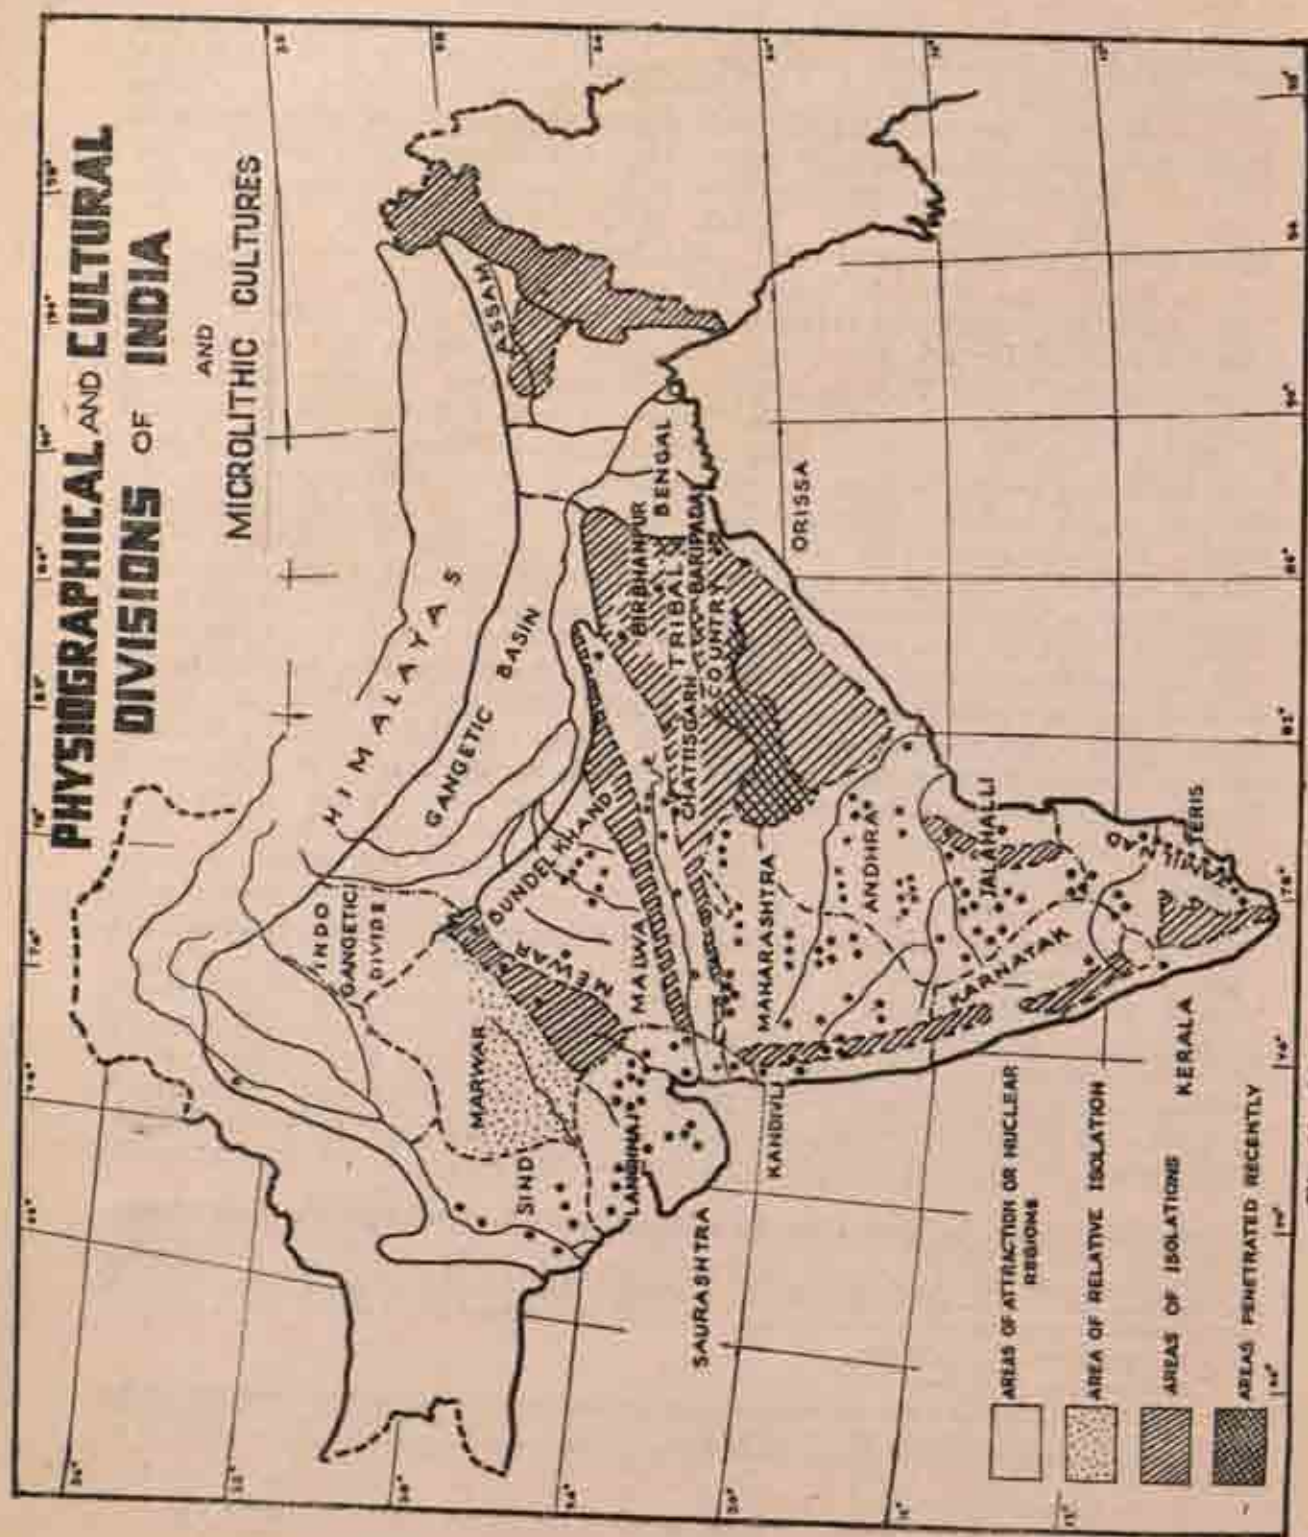 PHYSIOGRAPHICAL AND CULTURAL
DIVISIONS OF INDIA
AND
MICROLITHIC CULTURES
HIMALAYAS
ASSAM
INDO
GANGETIC
DIVIDE
GANGETIC BASIN
BUNDELKHAND
MEWAR
MARWAR
SIND
MALWA
LANGHNAJ
BIRBHANPUR
BENGAL
TRIBAL
BARIPADA
CHATTISGARH
COUNTRY
ORISSA
SAURASHTRA
KANDIVLI
MAHARASHTRA
ANDHRA
JALAHALLI
KARNATAK
TAMILNAD
TERIS
KERALA
AREAS OF ATTRACTION OR NUCLEAR
REGIONS
AREA OF RELATIVE ISOLATION
AREAS OF ISOLATIONS
AREAS PENETRATED RECENTLY